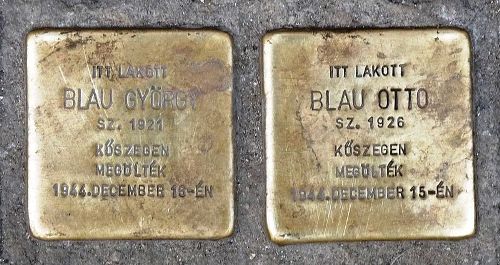 ITT LAKOTT
BLAU GYÖRGY
SZ. 1921
KŐSZEGEN
MEGÖLTÉK
1944.DECEMBER 16-ÉN
ITT LAKOTT
BLAU OTTO
SZ. 1926
KŐSZEGEN
MEGÖLTÉK
1944.DECEMBER 15-ÉN